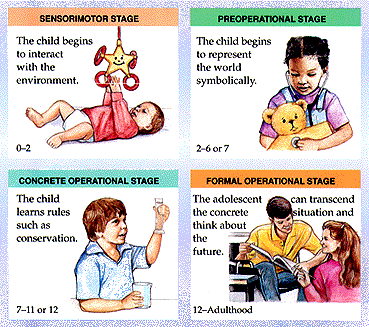 SENSORIMOTOR STAGE
The child begins
to interact
with the
environment.
0–2
PREOPERATIONAL STAGE
The child begins
to represent
the world
symbolically.
2–6 or 7
CONCRETE OPERATIONAL STAGE
The child
learns rules
such as
conservation.
7–11 or 12
FORMAL OPERATIONAL STAGE
The adolescent can transcend
the concrete situation and
think about
the
future.
12–Adulthood